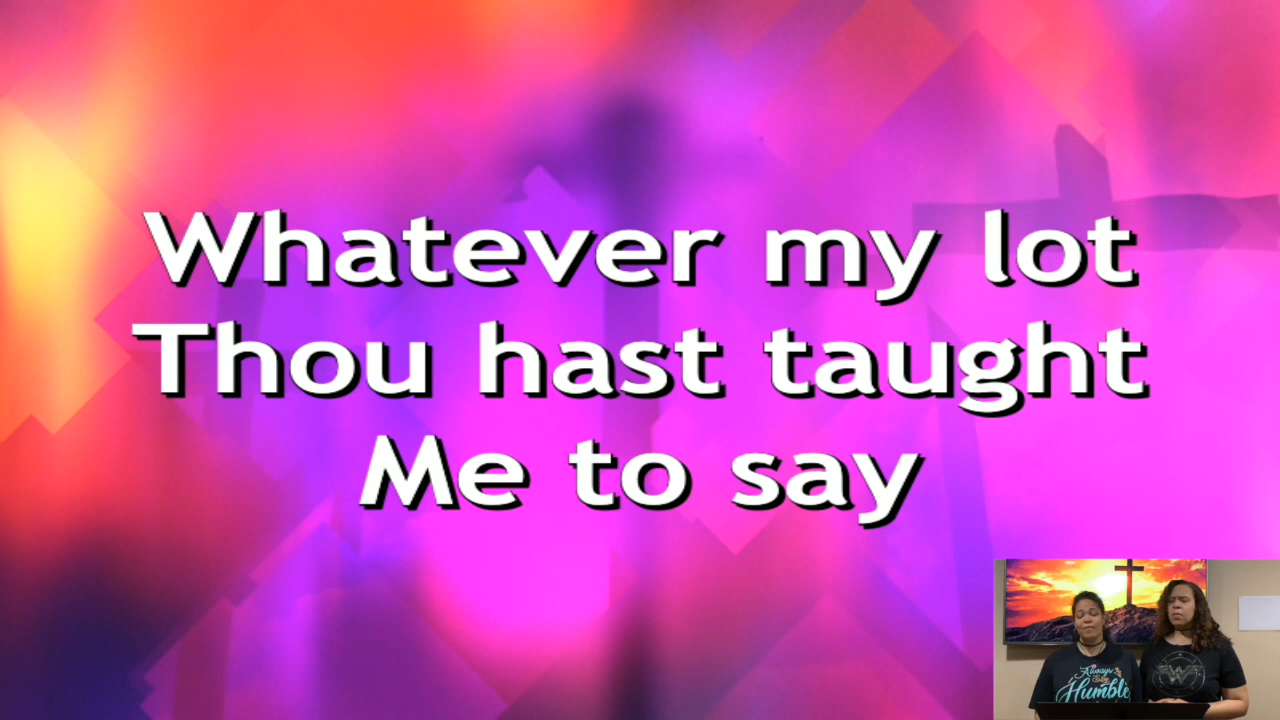 Whatever my lot
Thou hast taught
Me to say
Always
Humble